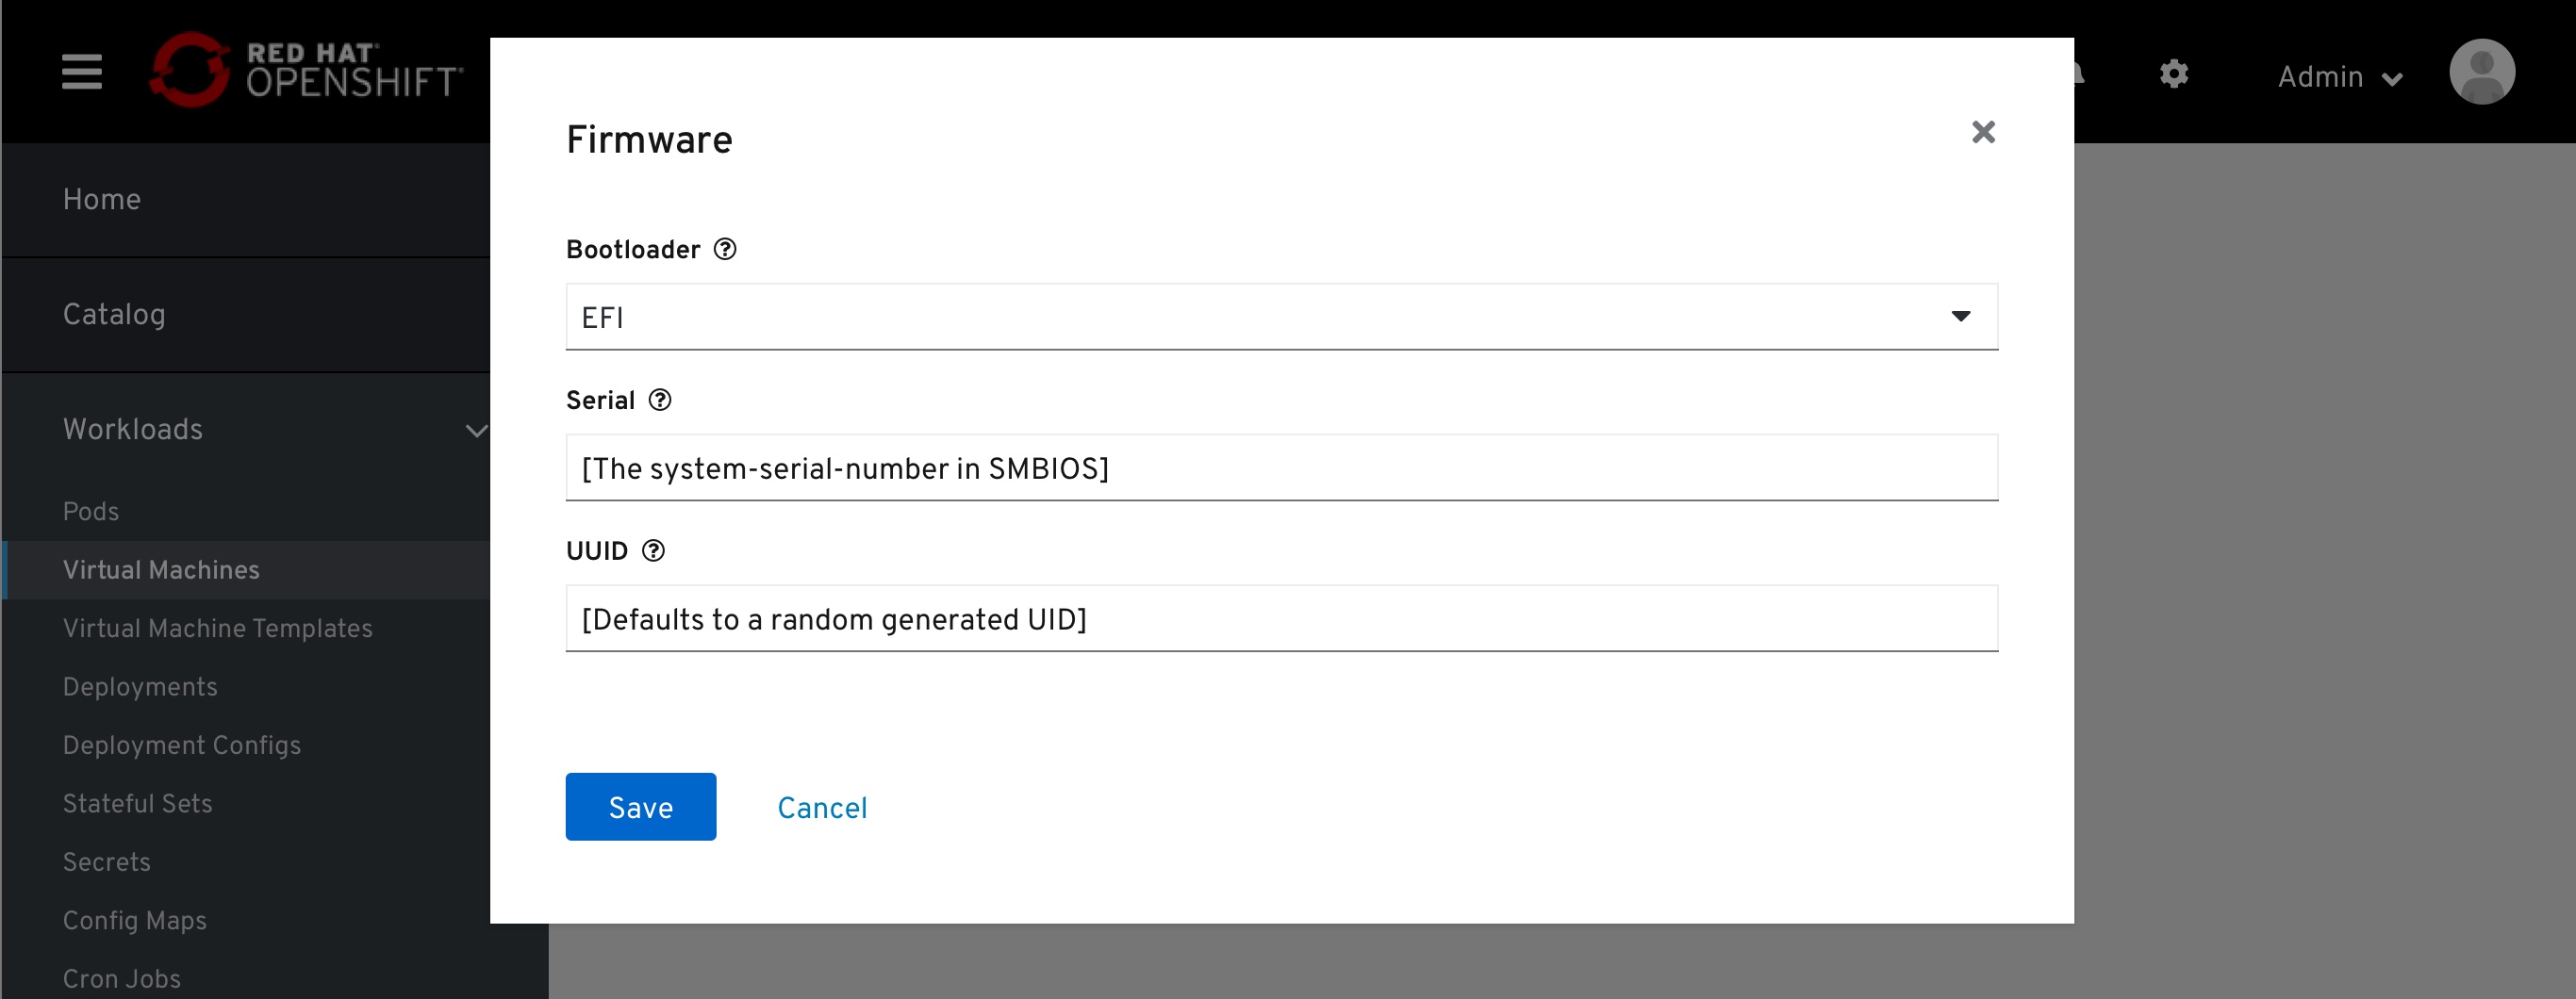 RED HAT
OPENSHIFT
Admin
Home
Catalog
Workloads
Pods
Virtual Machines
Virtual Machine Templates
Deployments
Deployment Configs
Stateful Sets
Secrets
Config Maps
Cron Jobs
Firmware
Bootloader
EFI
Serial
[The system-serial-number in SMBIOS]
UUID
[Defaults to a random generated UID]
Save
Cancel